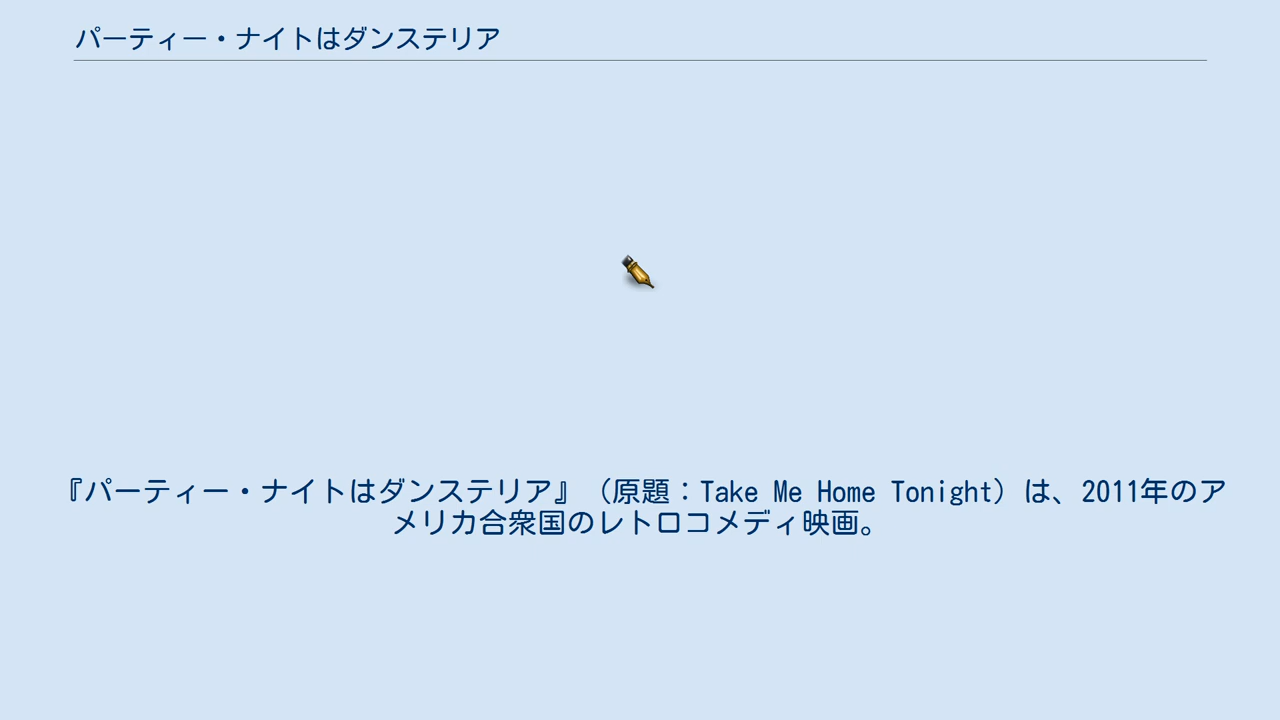 パーティー・ナイトはダンステリア
『パーティー・ナイトはダンステリア』（原題：Take Me Home Tonight）は、2011年のア
メリカ合衆国のレトロコメディ映画。